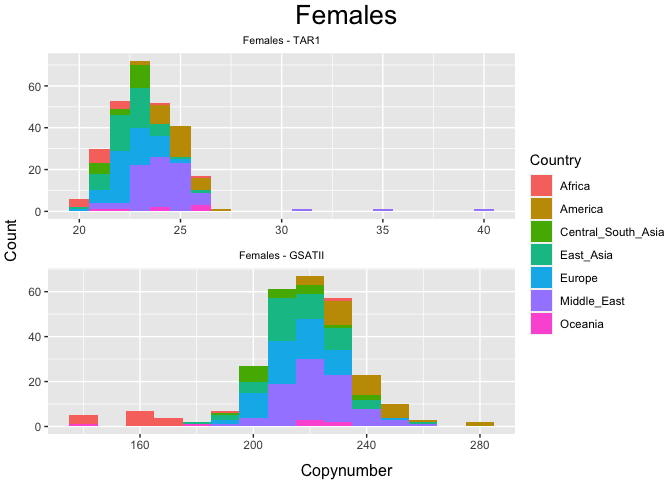 Females
Females - TAR1
60
40
20
0
20 25 30 35 40
Females - GSATII
60
40
20
0
160 200 240 280
Count
Copynumber
Country
Africa
America
Central_South_Asia
East_Asia
Europe
Middle_East
Oceania